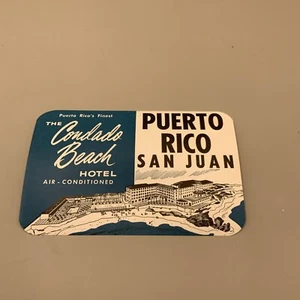 Puerto Rico's Finest
THE
Condado
Beach
HOTEL
AIR-CONDITIONED
PUERTO
RICO
SAN JUAN